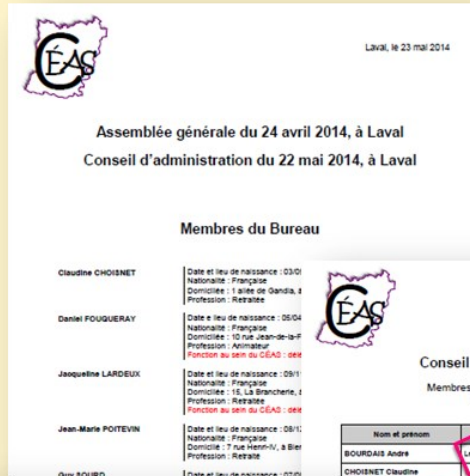 CÉAS
Laval, le 23 mai 2014
Assemblée générale du 24 avril 2014, à Laval
Conseil d'administration du 22 mai 2014, à Laval
Membres du Bureau
Claudine CHOISNET
Date et lieu de naissance : 03/0
Nationalité : Française
Domiciliée : 1 allée de Gandia, à
Profession : Retraitée
Daniel FOUQUERAY
Date e lieu de naissance : 05/04
Nationalité : Française
Domiciliée : 10 rue Jean-de-la-F
Profession : Animateur
Fonction au sein du CÉAS : délé
Jacqueline LARDEUX
Date et lieu de naissance : 09/1
Nationalité : Française
Domiciliée : 15, La Brancherie, à
Profession : Retraitée
Fonction au sein du CÉAS : délé
Jean-Marie POITEVIN
Date et lieu de naissance : 08/1
Nationalité : Française
Domicilié : 7 rue Henri-IV, à Bier
Profession : Retraité
Guy SOURD
Date et lieu de naissance : 07/0
CÉAS
Conseil
Membres
Nom et prénom
BOURDAIS André
CHOISNET Claudine